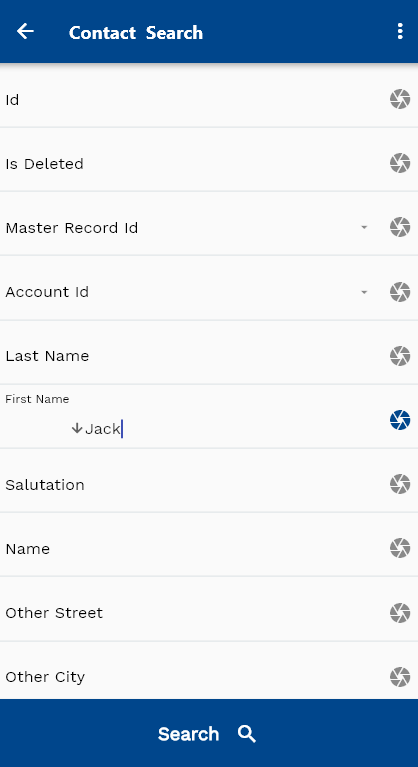 Contact Search
Id
Is Deleted
Master Record Id
Account Id
Last Name
First Name
Jack
Salutation
Name
Other Street
Other City
Search